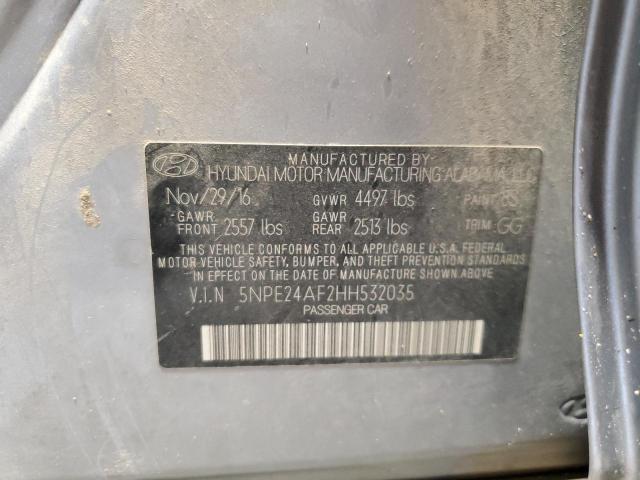 MANUFACTURED BY
HYUNDAI MOTOR MANUFACTURING ALABAMA, LLC
Nov/29/16 GVWR 4497 lbs PAINT:
GAWR FRONT 2557 lbs GAWR REAR 2513 lbs TRIM: GG
THIS VEHICLE CONFORMS TO ALL APPLICABLE U.S.A. FEDERAL
MOTOR VEHICLE SAFETY, BUMPER, AND THEFT PREVENTION STANDARDS
IN EFFECT ON THE DATE OF MANUFACTURE SHOWN ABOVE
V.I.N 5NPE24AF2HH532035
PASSENGER CAR